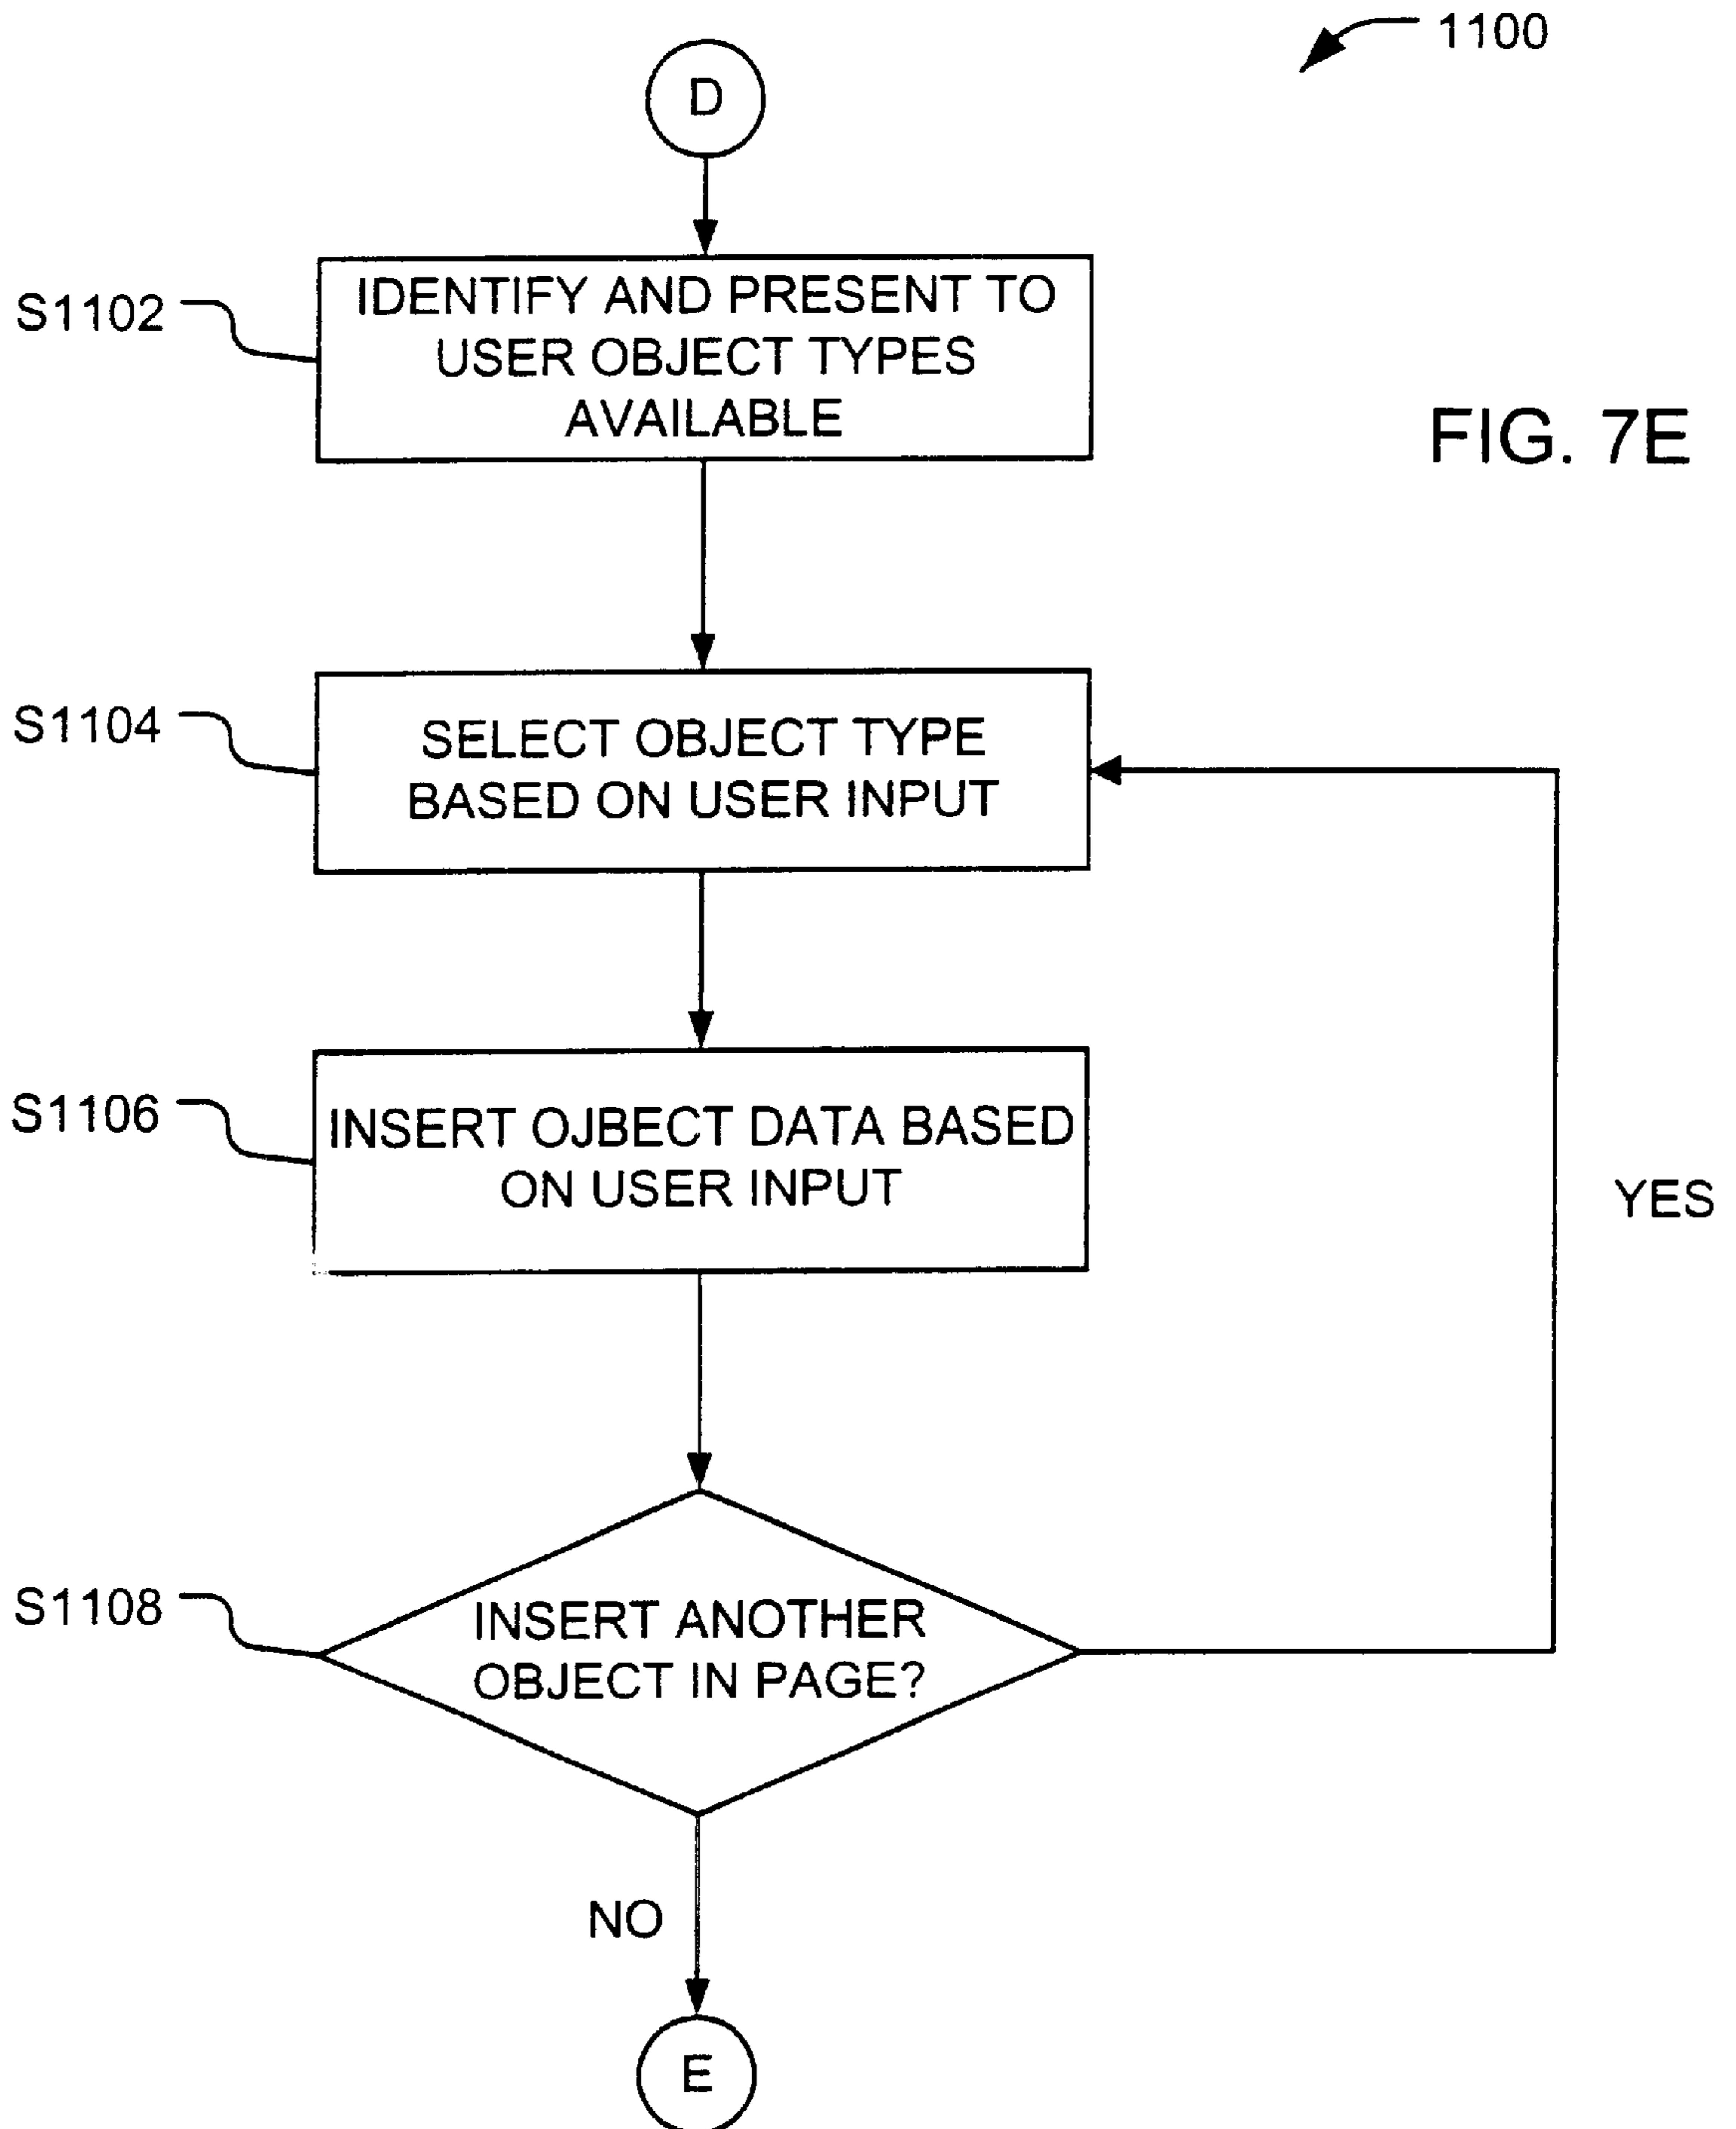 1100
D
S1102
IDENTIFY AND PRESENT TO
USER OBJECT TYPES
AVAILABLE
FIG. 7E
S1104
SELECT OBJECT TYPE
BASED ON USER INPUT
S1106
INSERT OJBECT DATA BASED
ON USER INPUT
YES
S1108
INSERT ANOTHER
OBJECT IN PAGE?
NO
E